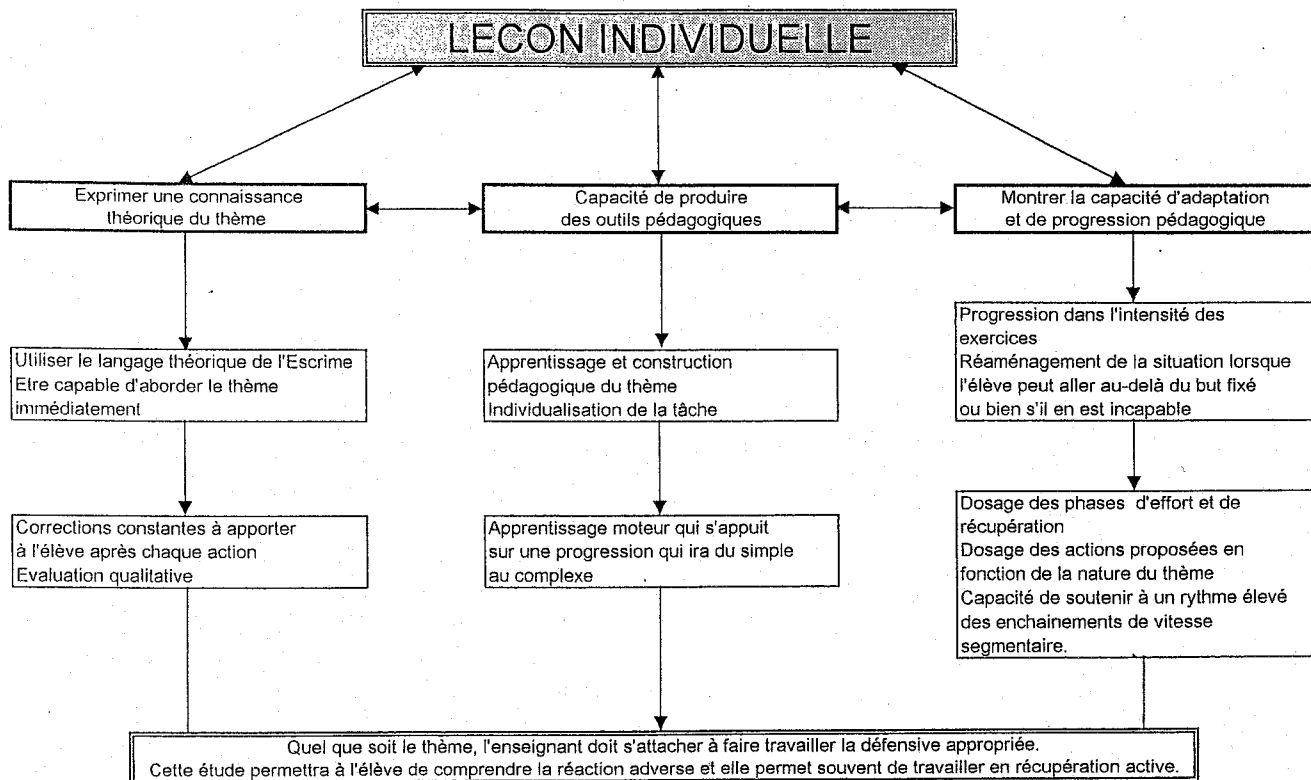 LECON INDIVIDUELLE
Exprimer une connaissance
théorique du thème
Capacité de produire
des outils pédagogiques
Montrer la capacité d'adaptation
et de progression pédagogique
Utiliser le langage théorique de l'Escrime
Etre capable d'aborder le thème
immédiatement
Apprentissage et construction
pédagogique du thème
Individualisation de la tâche
Progression dans l'intensité des
exercices
Réaménagement de la situation lorsque
l'élève peut aller au-delà du but fixé
ou bien s'il en est incapable
Corrections constantes à apporter
à l'élève après chaque action
Evaluation qualitative
Apprentissage moteur qui s'appuit
sur une progression qui ira du simple
au complexe
Dosage des phases d'effort et de
récupération
Dosage des actions proposées en
fonction de la nature du thème
Capacité de soutenir à un rythme élevé
des enchainements de vitesse
segmentaire.
Quel que soit le thème, l'enseignant doit s'attacher à faire travailler la défensive appropriée.
Cette étude permettra à l'élève de comprendre la réaction adverse et elle permet souvent de travailler en récupération active.